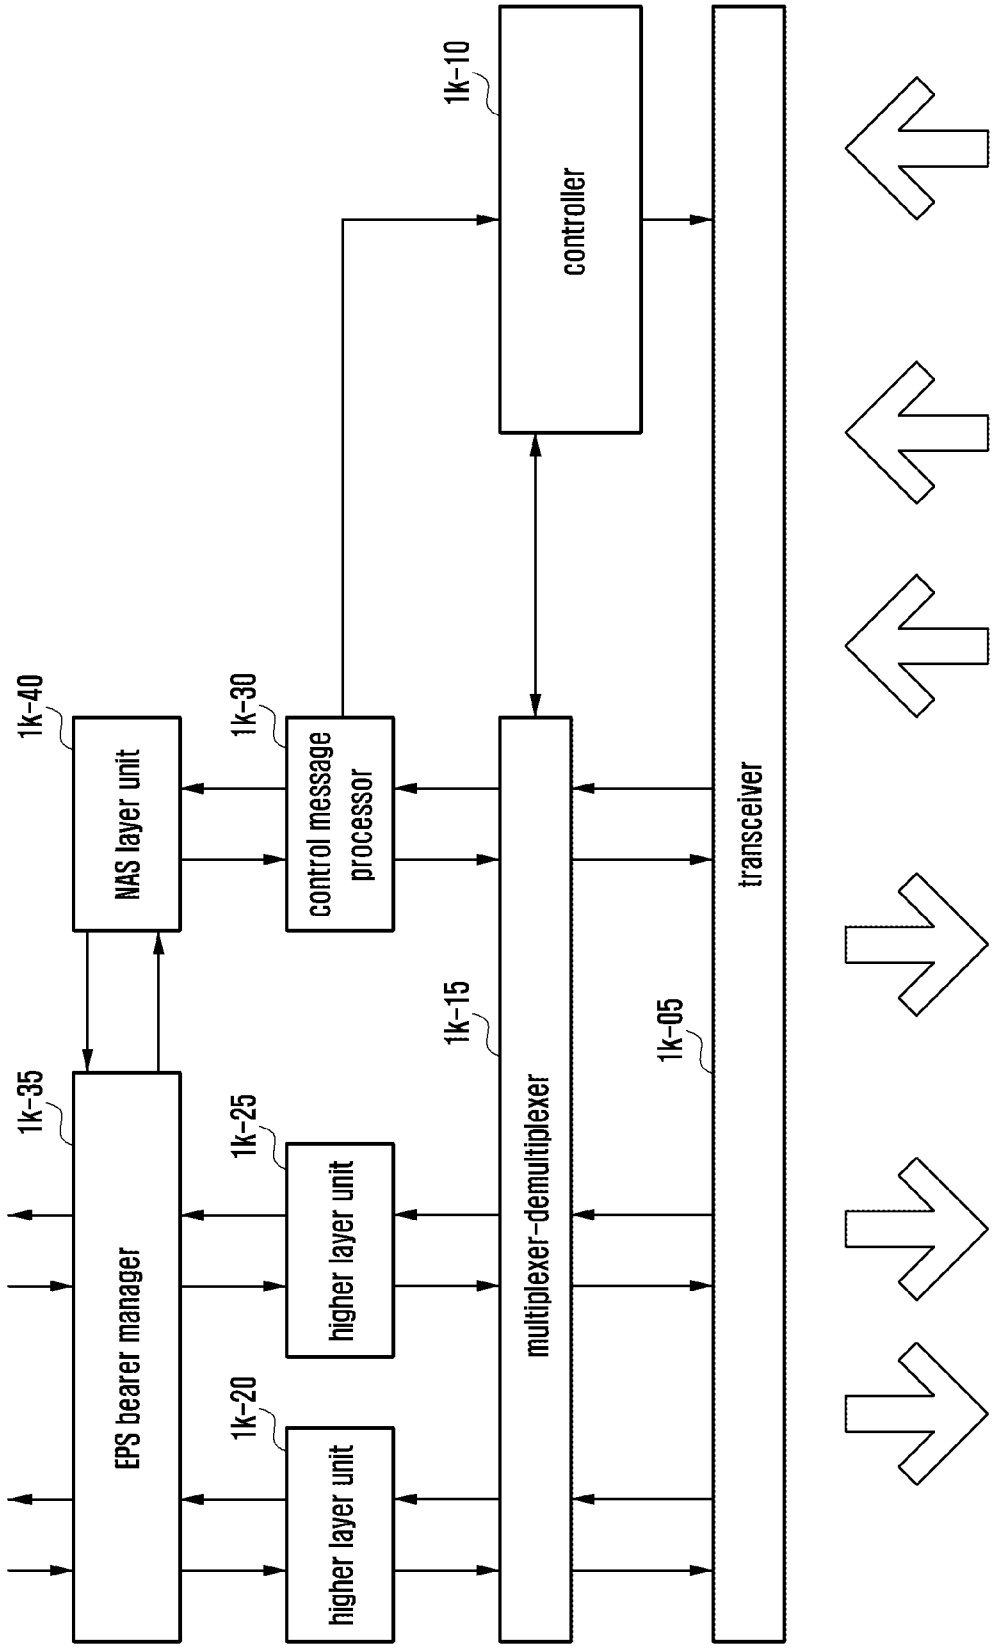 1k-35
EPS bearer manager
1k-40
NAS layer unit
1k-20
higher layer unit
1k-25
higher layer unit
1k-30
control message
processor
1k-15
multiplexer-demultiplexer
1k-10
controller
1k-05
transceiver